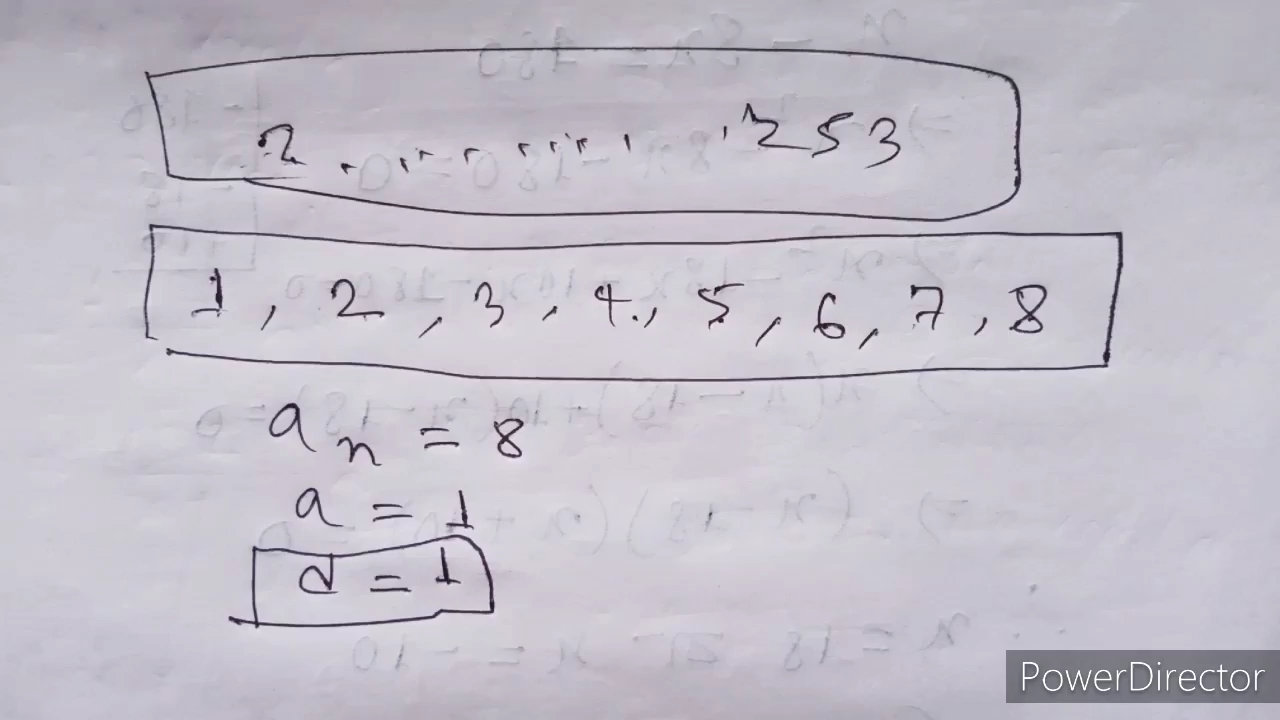 2 ............ 253
1, 2, 3, 4, 5, 6, 7, 8
aₙ = 8
a = 1
d = 1
PowerDirector